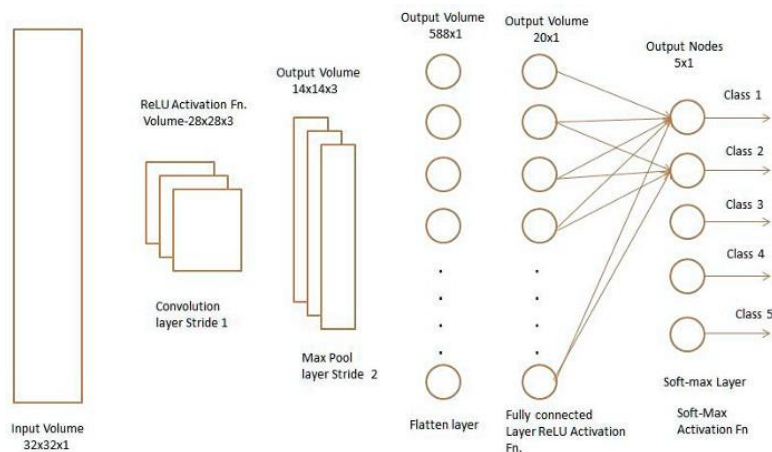 Input Volume
32x32x1
ReLU Activation Fn.
Volume-28x28x3
Convolution
layer Stride 1
Output Volume
14x14x3
Max Pool
layer Stride 2
Output Volume
588x1
Flatten layer
Output Volume
20x1
Fully connected
Layer ReLU Activation
Fn.
Output Nodes
5x1
Class 1
Class 2
Class 3
Class 4
Class 5
Soft-max Layer
Soft-Max
Activation Fn